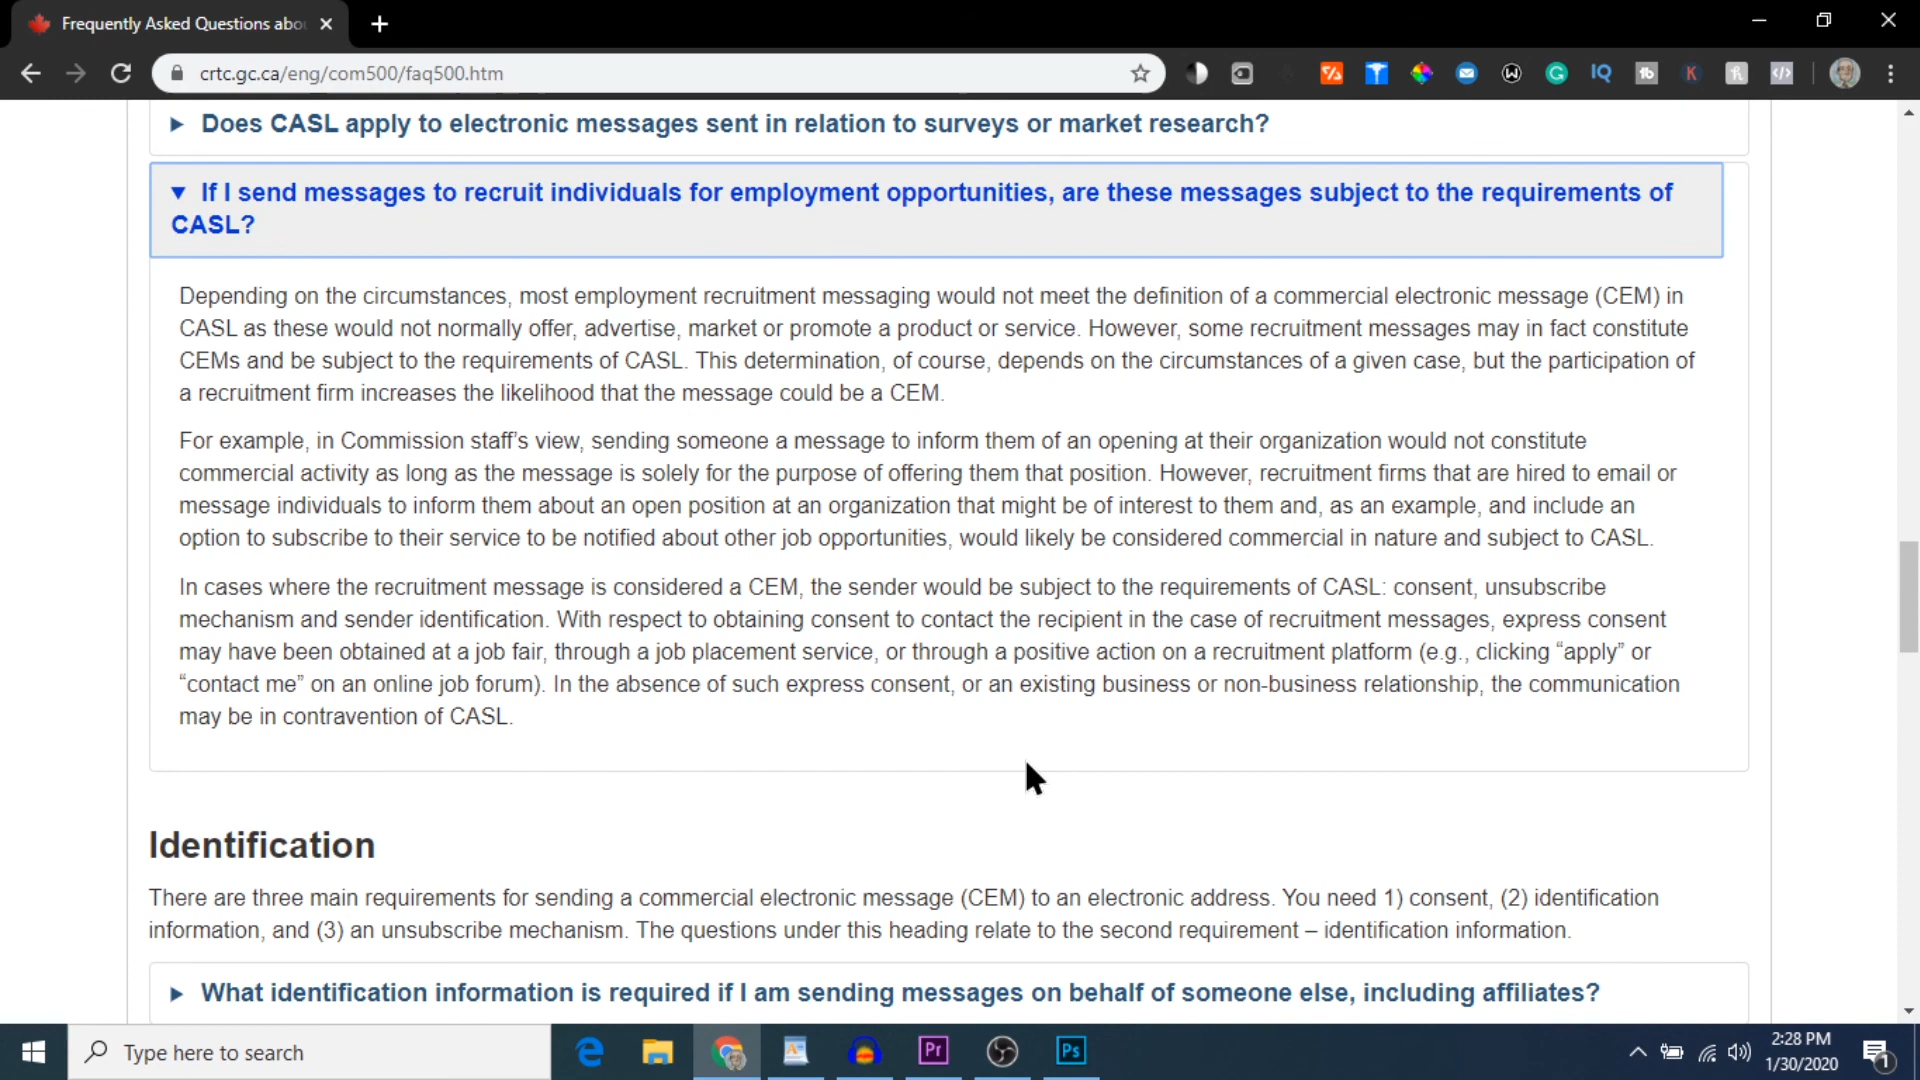 Frequently Asked Questions abo
crtc.gc.ca/eng/com500/faq500.htm
Does CASL apply to electronic messages sent in relation to surveys or market research?
If I send messages to recruit individuals for employment opportunities, are these messages subject to the requirements of
CASL?
Depending on the circumstances, most employment recruitment messaging would not meet the definition of a commercial electronic message (CEM) in
CASL as these would not normally offer, advertise, market or promote a product or service. However, some recruitment messages may in fact constitute
CEMs and be subject to the requirements of CASL. This determination, of course, depends on the circumstances of a given case, but the participation of
a recruitment firm increases the likelihood that the message could be a CEM.
For example, in Commission staff's view, sending someone a message to inform them of an opening at their organization would not constitute
commercial activity as long as the message is solely for the purpose of offering them that position. However, recruitment firms that are hired to email or
message individuals to inform them about an open position at an organization that might be of interest to them and, as an example, and include an
option to subscribe to their service to be notified about other job opportunities, would likely be considered commercial in nature and subject to CASL.
In cases where the recruitment message is considered a CEM, the sender would be subject to the requirements of CASL: consent, unsubscribe
mechanism and sender identification. With respect to obtaining consent to contact the recipient in the case of recruitment messages, express consent
may have been obtained at a job fair, through a job placement service, or through a positive action on a recruitment platform (e.g., clicking “apply” or
“contact me” on an online job forum). In the absence of such express consent, or an existing business or non-business relationship, the communication
may be in contravention of CASL.
Identification
There are three main requirements for sending a commercial electronic message (CEM) to an electronic address. You need 1) consent, (2) identification
information, and (3) an unsubscribe mechanism. The questions under this heading relate to the second requirement – identification information.
What identification information is required if I am sending messages on behalf of someone else, including affiliates?
Type here to search
Pr
Ps
2:28 PM
1/30/2020
1